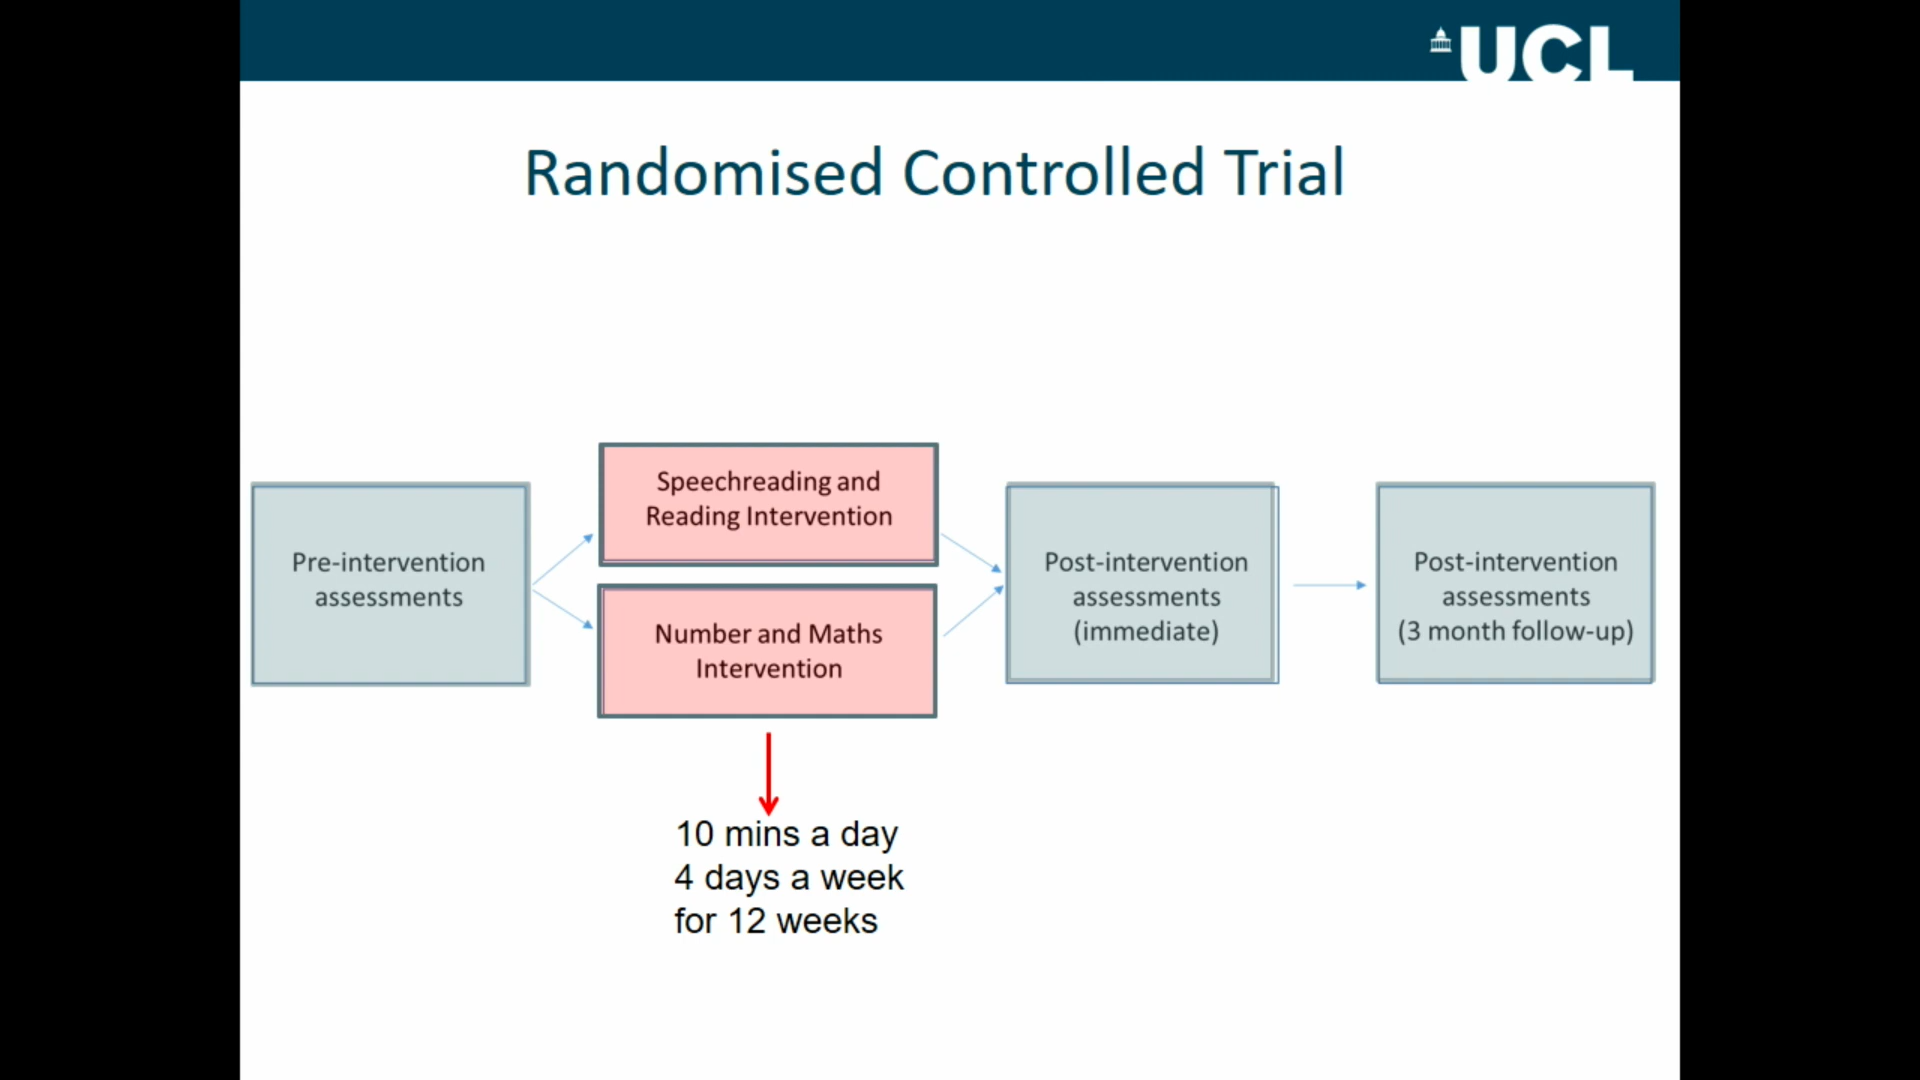 UCL
Randomised Controlled Trial
Pre-intervention
assessments
Speechreading and
Reading Intervention
Number and Maths
Intervention
Post-intervention
assessments
(immediate)
Post-intervention
assessments
(3 month follow-up)
10 mins a day
4 days a week
for 12 weeks